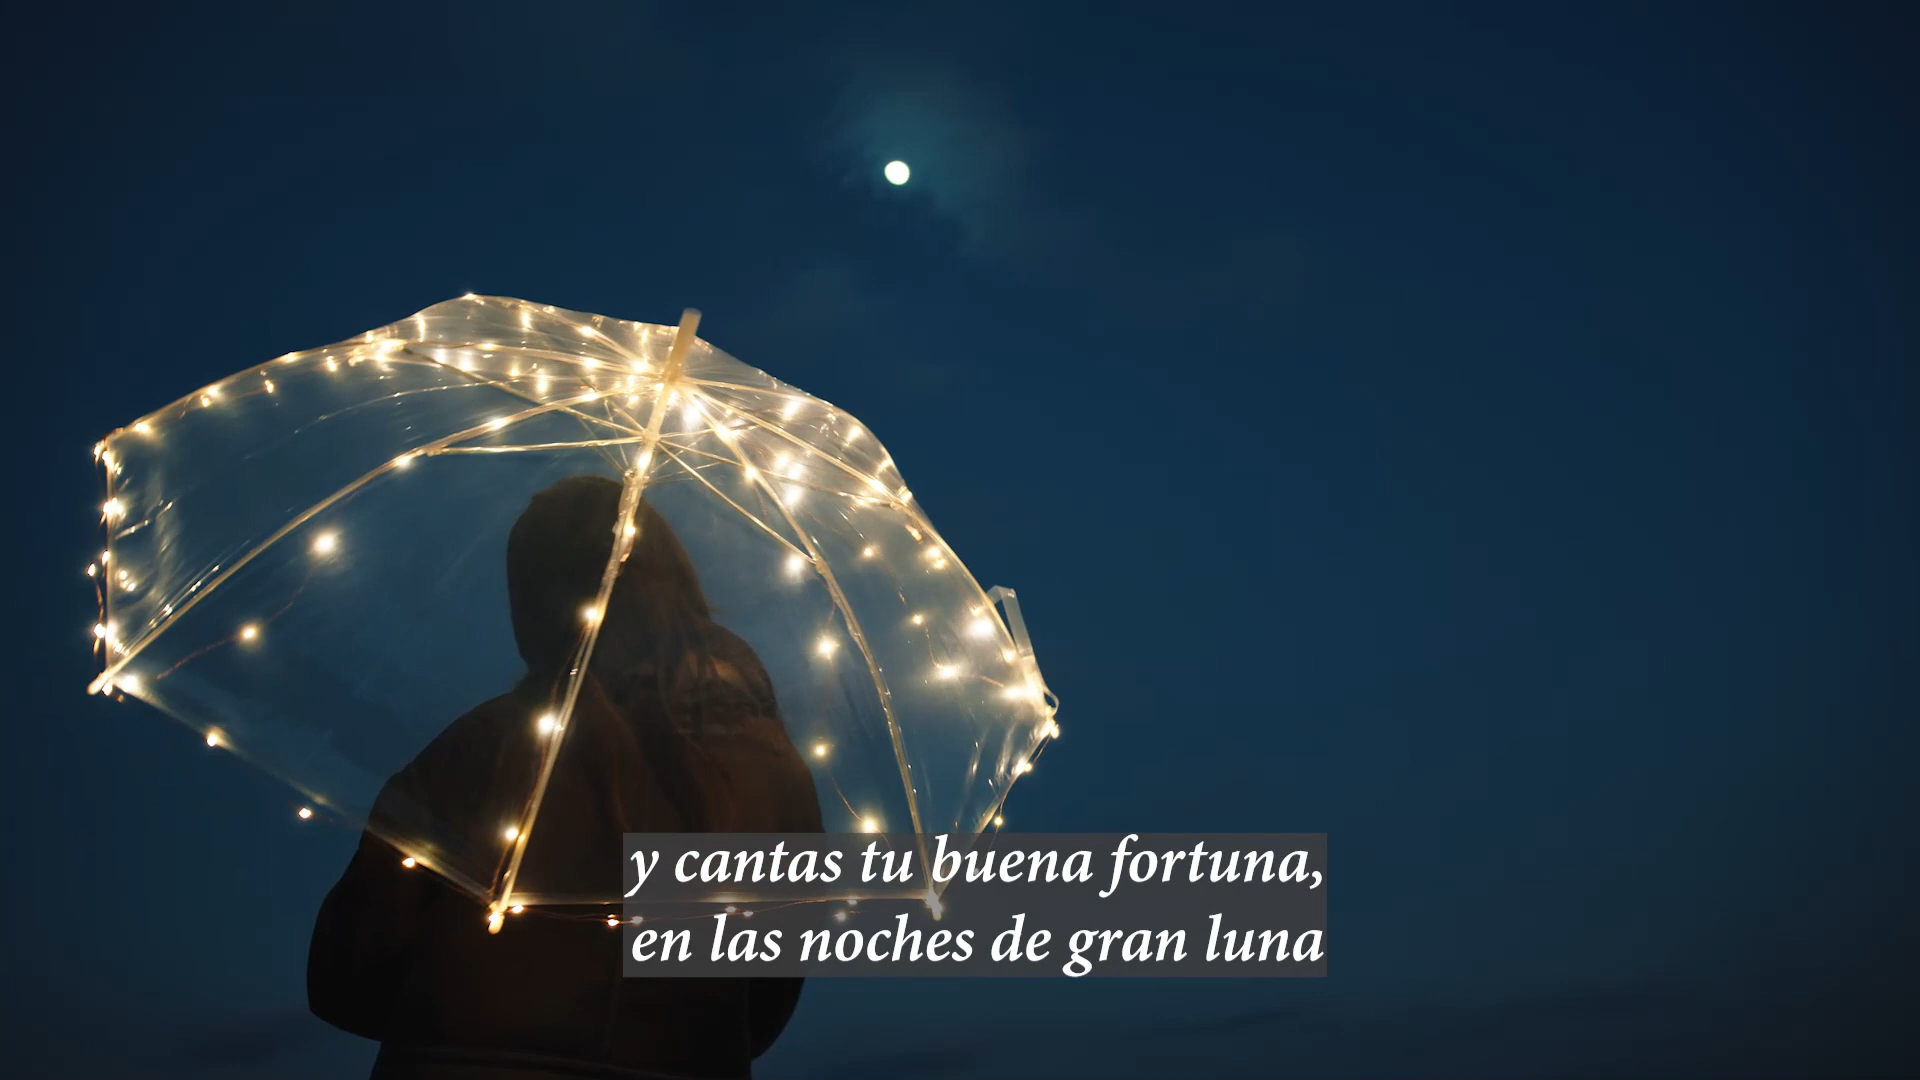 y cantas tu buena fortuna,
en las noches de gran luna